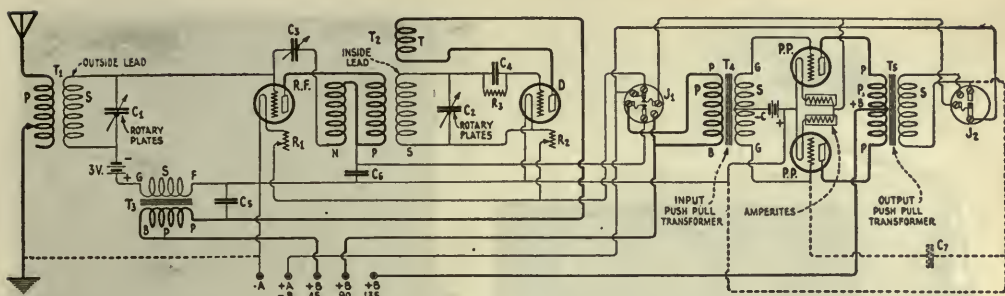 T1
OUTSIDE LEAD
P
S
C1
ROTARY
PLATES
3V.
G
S
F
T3
B
P
P
C5
C3
R.F.
R1
N
P
INSIDE
LEAD
S
C6
T2
T
C4
R3
C2
ROTARY
PLATES
D
R2
J1
P
B
T4
G
S
G
-C
+
P.P.
P.P.
INPUT
PUSH PULL
TRANSFORMER
AMPERITES
P
P
+B
P
P
T5
S
OUTPUT
PUSH PULL
TRANSFORMER
J2
C7
-A
+A
-B
+B
45
+B
90
+B
135